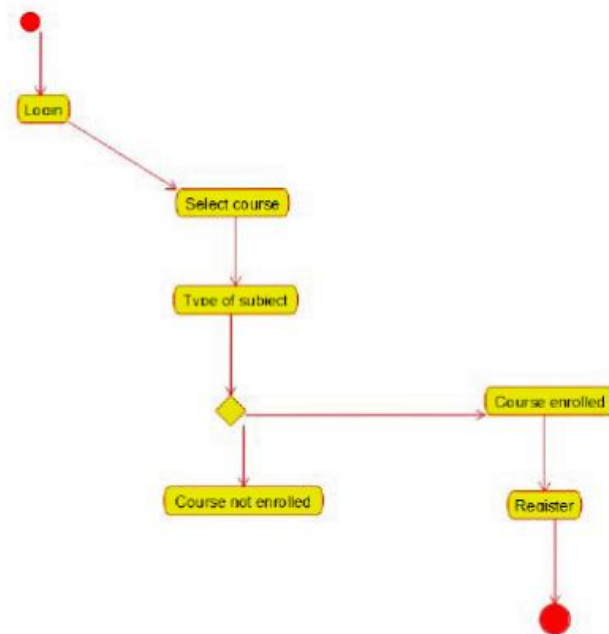 Login
Select course
Type of subject
Course enrolled
Course not enrolled
Register